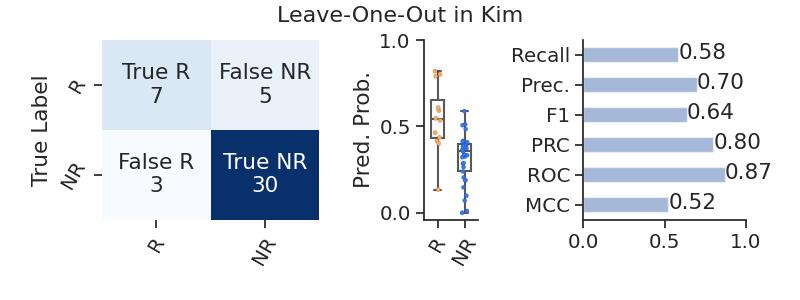 Leave-One-Out in Kim
True Label
R
NR
True R
7
False NR
5
False R
3
True NR
30
R
NR
Pred. Prob.
1.0
0.5
0.0
R
NR
Recall
0.58
Prec.
0.70
F1
0.64
PRC
0.80
ROC
0.87
MCC
0.52
0.0
0.5
1.0